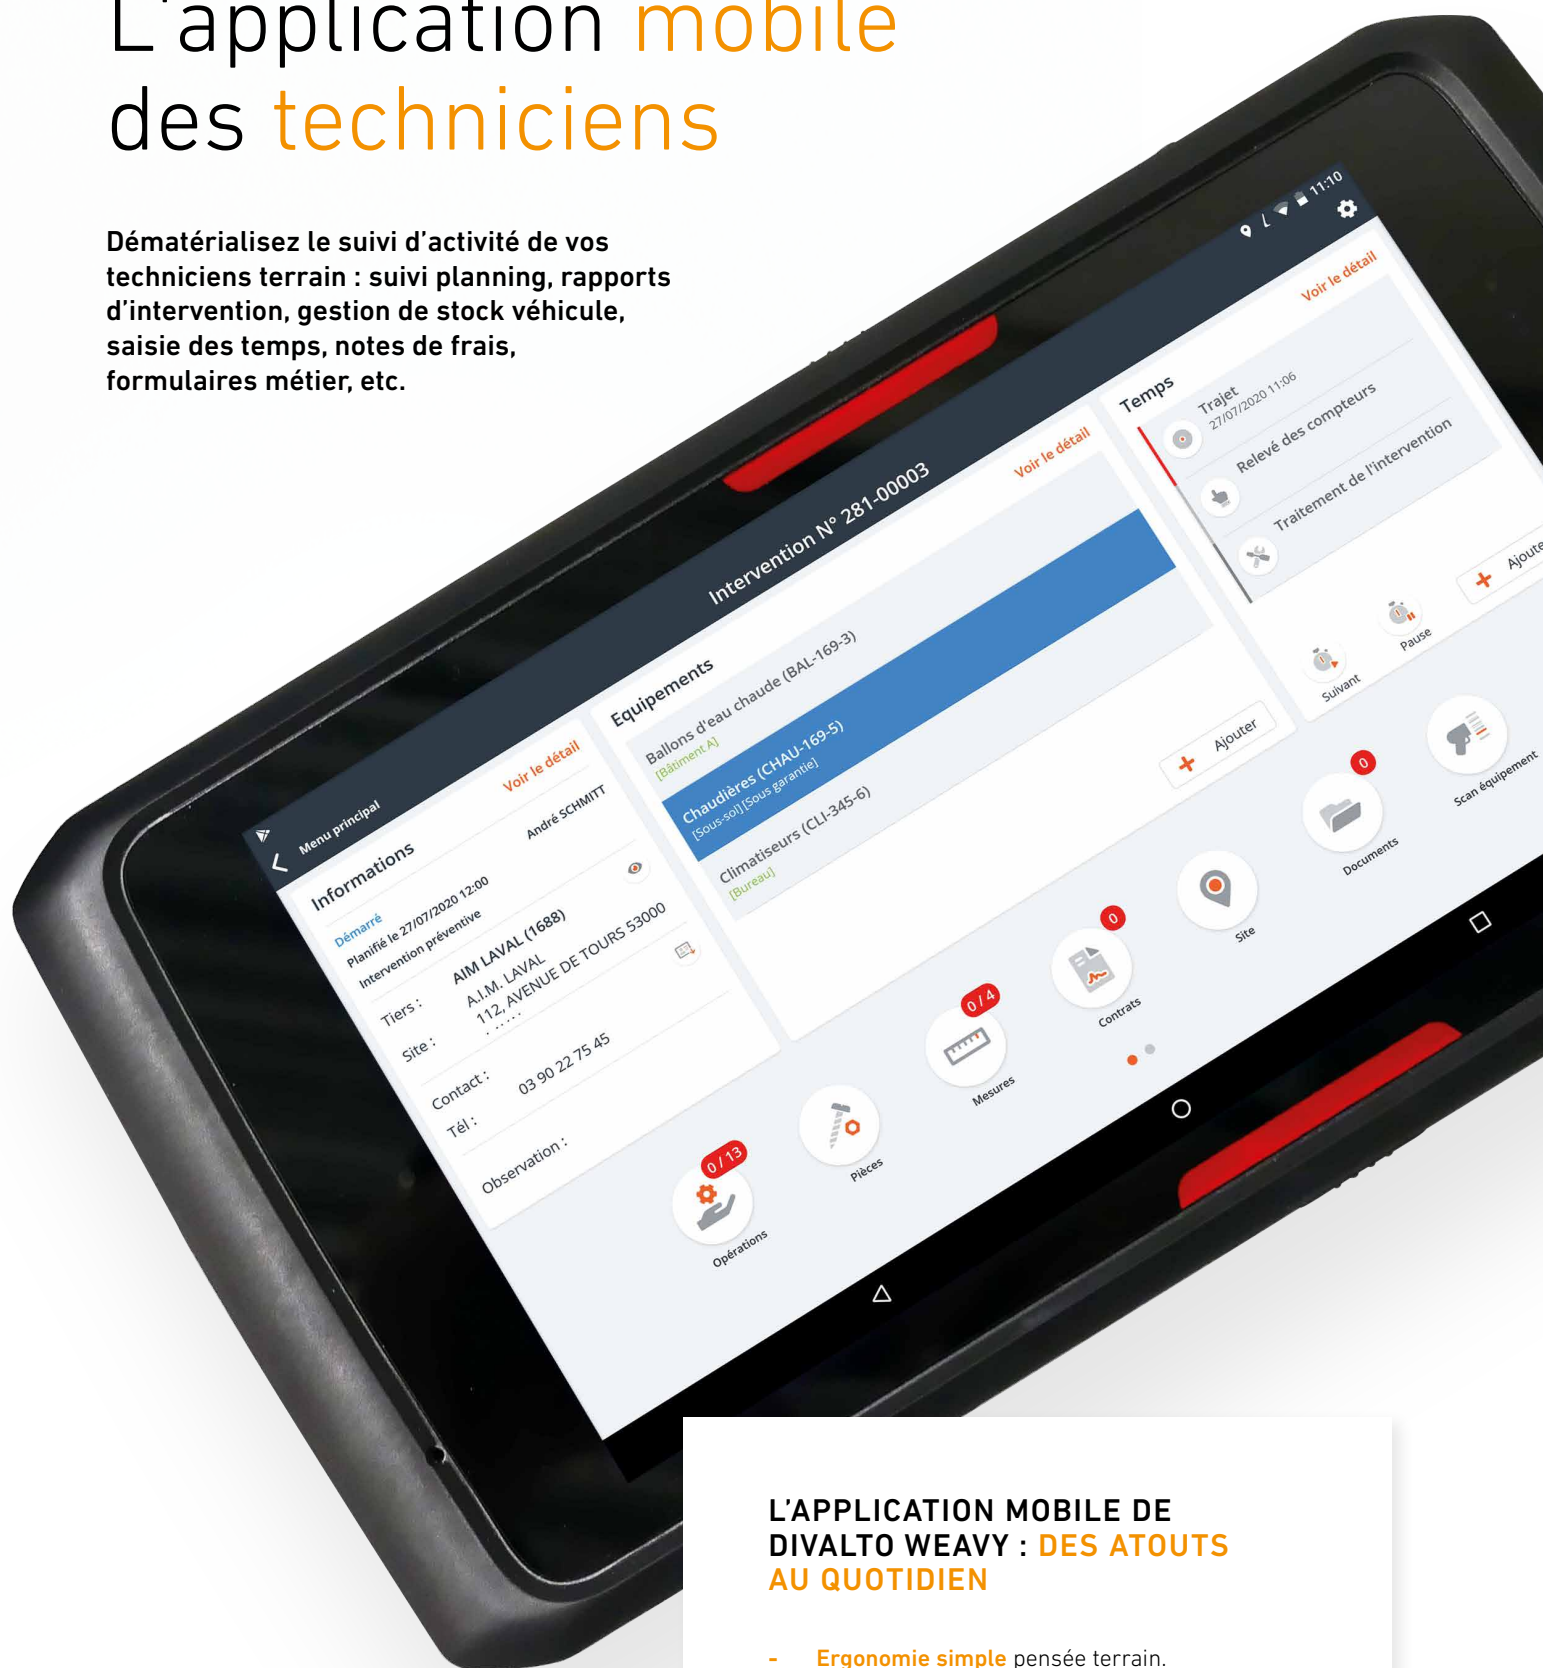 L'application mobile
des techniciens
Dématérialisez le suivi d'activité de vos
techniciens terrain : suivi planning, rapports
d'intervention, gestion de stock véhicule,
saisie des temps, notes de frais,
formulaires métier, etc.
11:10
Menu principal
Intervention N° 281-00003
Informations
Voir le détail
Démarré
André SCHMITT
Planifié le 27/07/2020 12:00
Intervention préventive
Tiers :
AIM LAVAL (1688)
Site :
A.I.M. LAVAL
112, AVENUE DE TOURS 53000
Contact :
Tél :
03 90 22 75 45
Observation :
Equipements
Voir le détail
Ballons d'eau chaude (BAL-169-3)
[Bâtiment A]
Chaudières (CHAU-169-5)
[Sous-sol] [Sous garantie]
Climatiseurs (CLI-345-6)
[Bureau]
Ajouter
Temps
Voir le détail
Trajet
27/07/2020 11:06
Relevé des compteurs
Traitement de l'intervention
Suivant
Pause
Ajoute
0 / 13
Opérations
Pièces
0 / 4
Mesures
0
Contrats
Site
0
Documents
Scan équipement
L'APPLICATION MOBILE DE
DIVALTO WEAVY : DES ATOUTS
AU QUOTIDIEN
- Ergonomie simple pensée terrain.